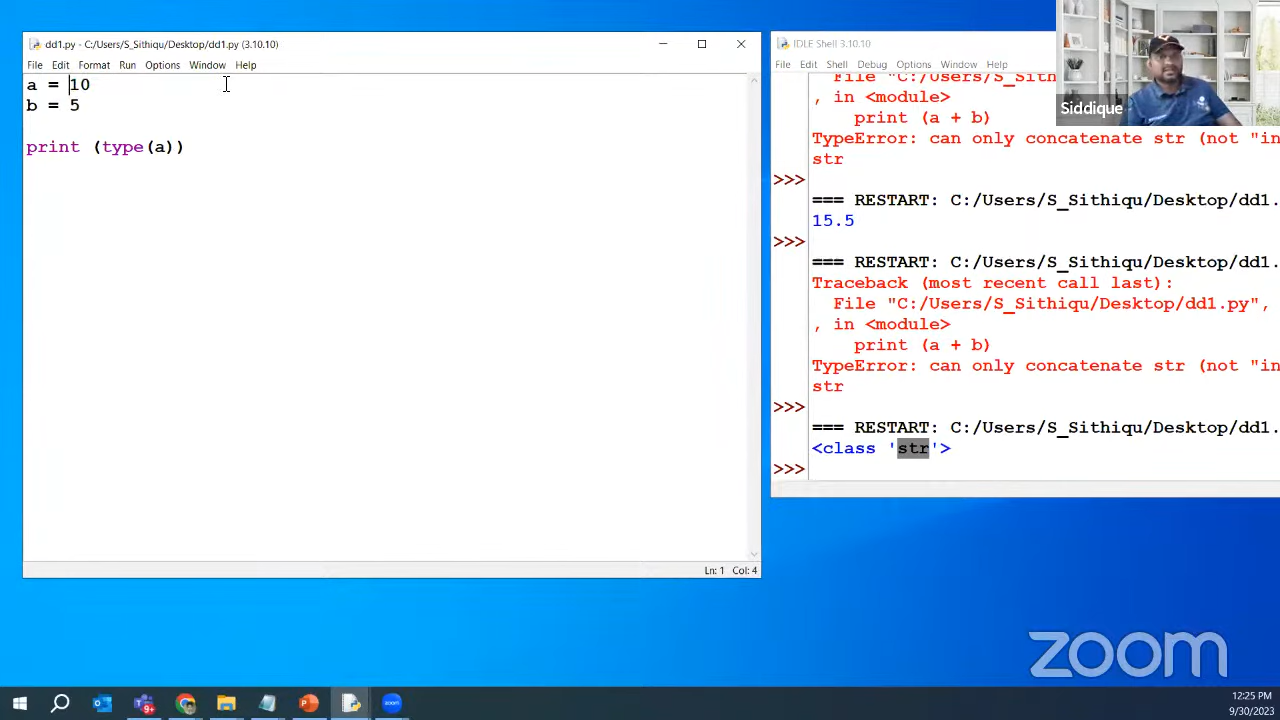 dd1.py - C:/Users/S_Sithiqu/Desktop/dd1.py (3.10.10)
File Edit Format Run Options Window Help
a = 10
b = 5
print (type(a))
Ln: 1 Col: 4
IDLE Shell 3.10.10
File Edit Shell Debug Options Window Help
File "C:/Users/S_Sith
, in <module>
print (a + b)
TypeError: can only concatenate str (not "in
str
>>>
=== RESTART: C:/Users/S_Sithiqu/Desktop/dd1.
15.5
>>>
=== RESTART: C:/Users/S_Sithiqu/Desktop/dd1.
Traceback (most recent call last):
File "C:/Users/S_Sithiqu/Desktop/dd1.py",
, in <module>
print (a + b)
TypeError: can only concatenate str (not "in
str
>>>
=== RESTART: C:/Users/S_Sithiqu/Desktop/dd1.
<class 'str'>
>>>
Siddique
zoom
12:25 PM
9/30/2023